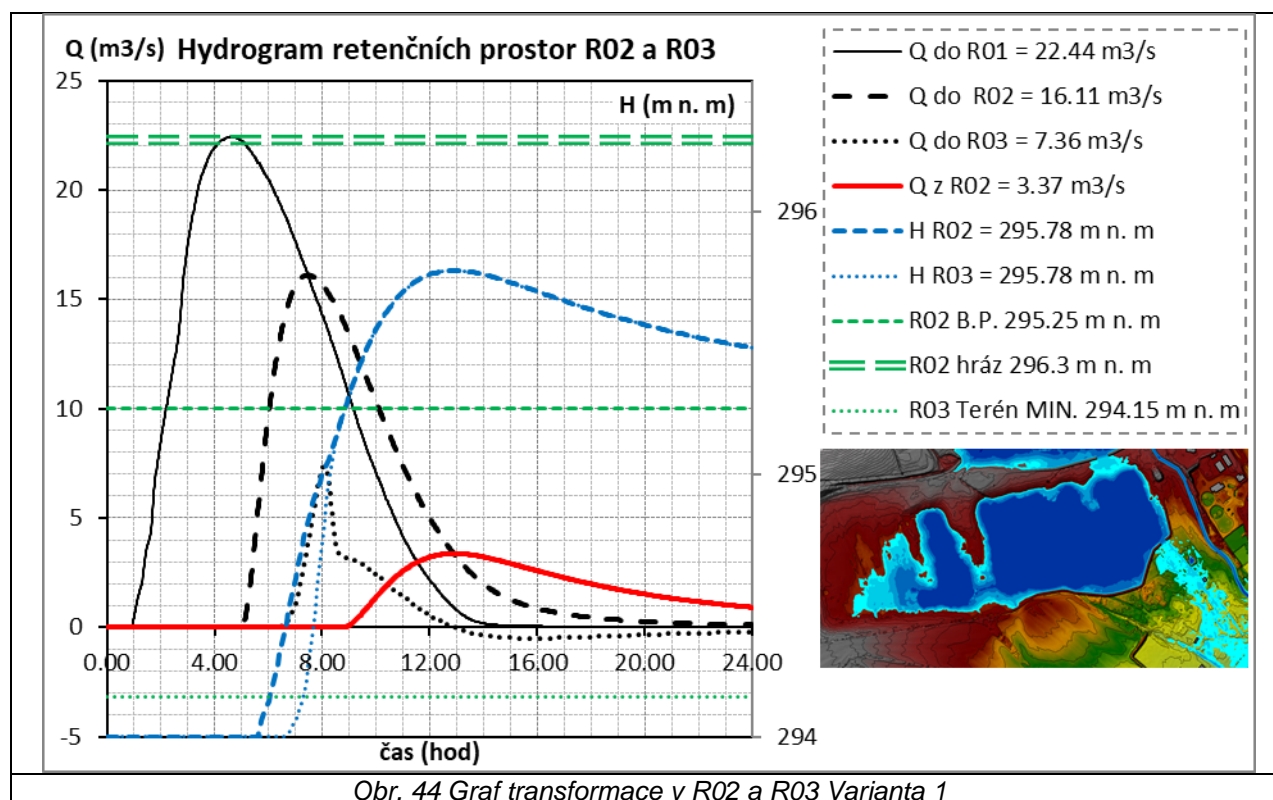 Q (m3/s) Hydrogram retenčních prostor R02 a R03
H (m n. m)
25
20
15
10
5
0
-5
296
295
294
0.00 4.00 8.00 12.00 16.00 20.00 24.00
čas (hod)
Q do R01 = 22.44 m3/s
Q do R02 = 16.11 m3/s
Q do R03 = 7.36 m3/s
Q z R02 = 3.37 m3/s
H R02 = 295.78 m n. m
H R03 = 295.78 m n. m
R02 B.P. 295.25 m n. m
R02 hráz 296.3 m n. m
R03 Terén MIN. 294.15 m n. m
Obr. 44 Graf transformace v R02 a R03 Varianta 1